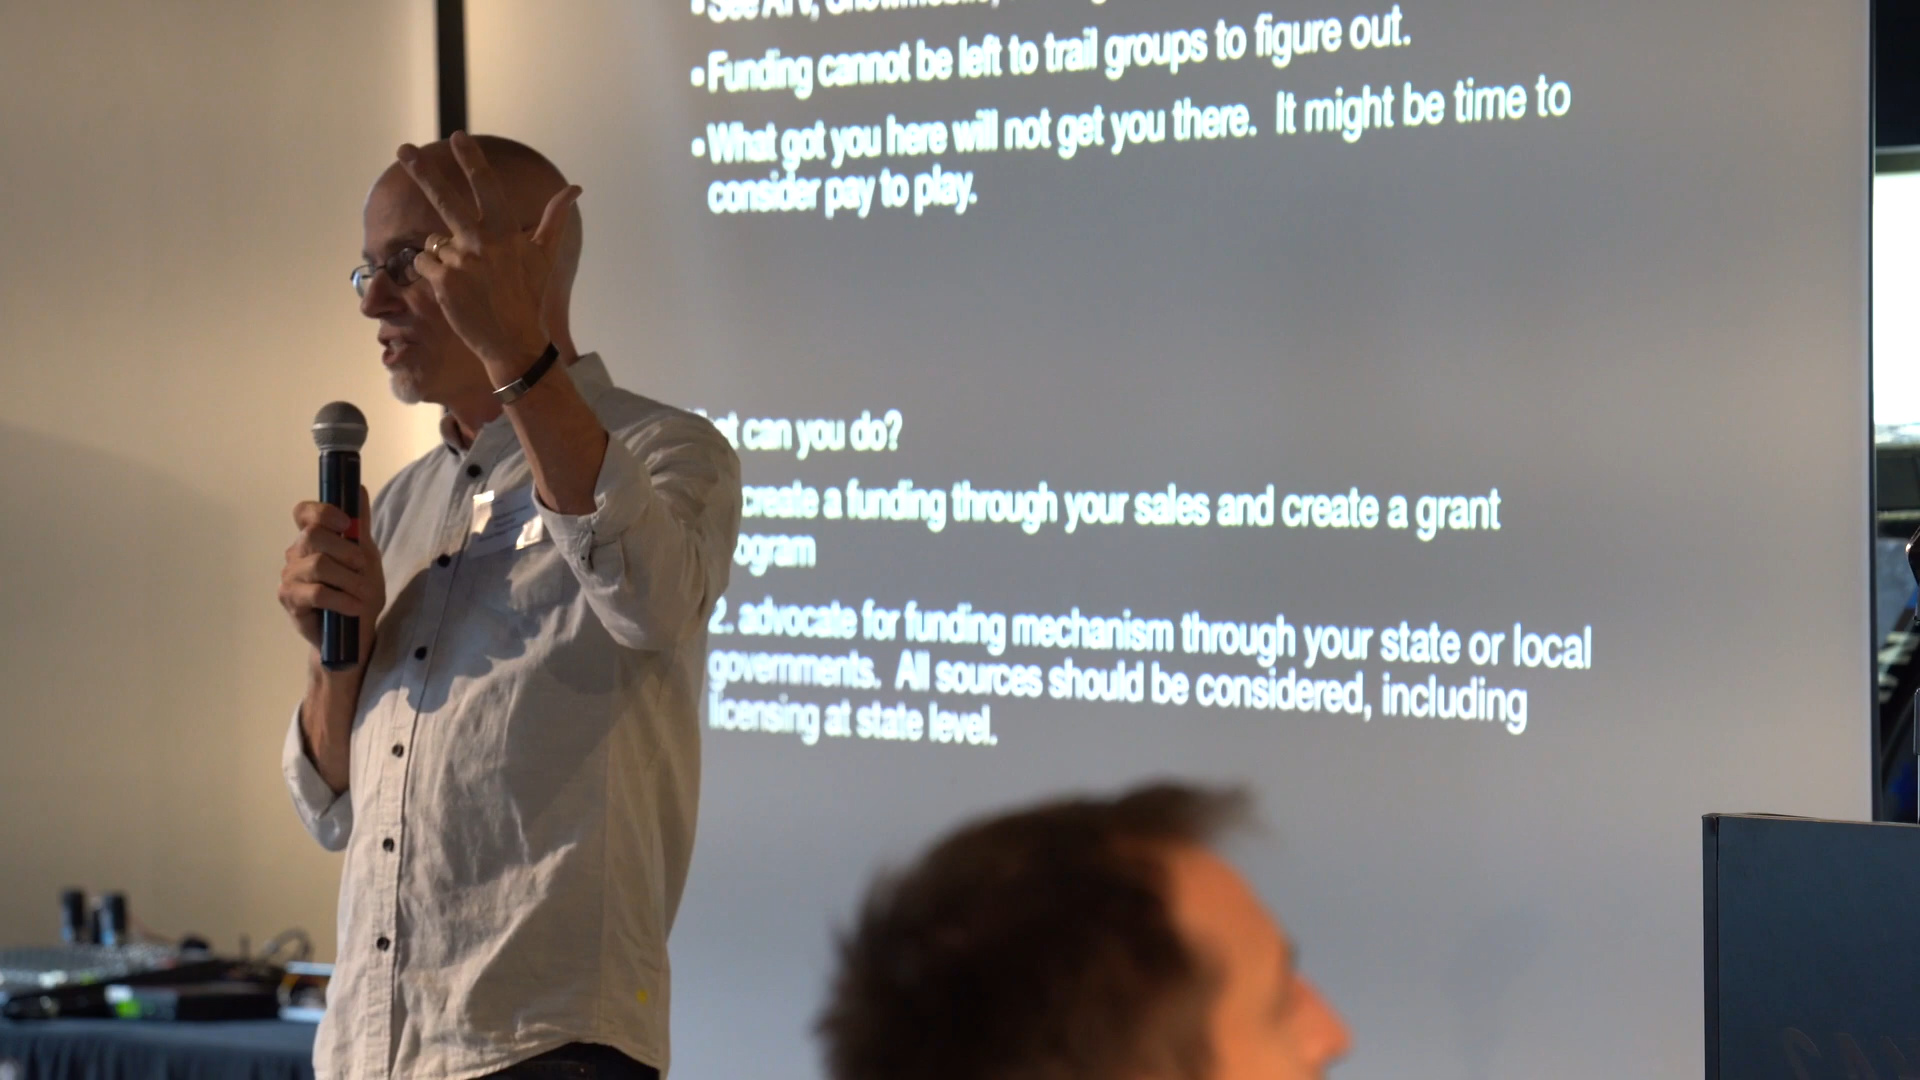 • See ATV, Snowmobile,
• Funding cannot be left to trail groups to figure out.
• What got you here will not get you there. It might be time to
consider pay to play.
can you do?
create a funding through your sales and create a grant
2. advocate for funding mechanism through your state or local
governments. All sources should be considered, including
licensing at state level.